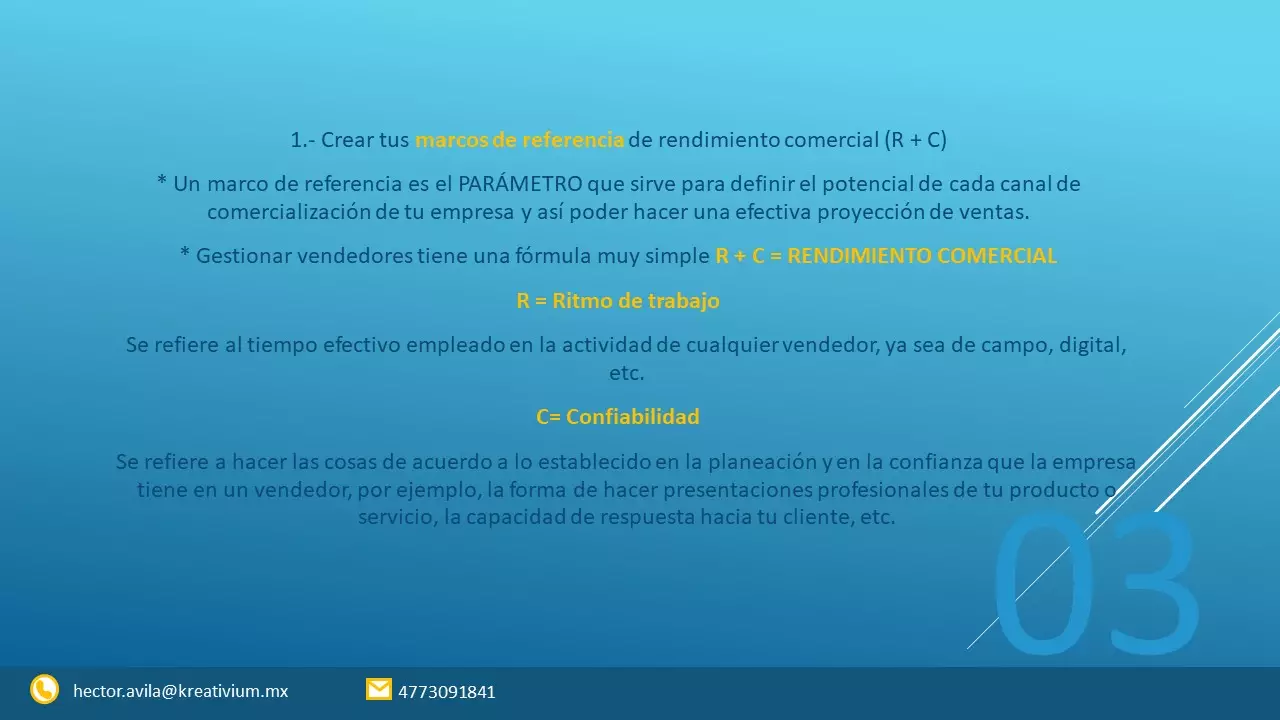 1.- Crear tus marcos de referencia de rendimiento comercial (R + C)
* Un marco de referencia es el PARÁMETRO que sirve para definir el potencial de cada canal de
comercialización de tu empresa y así poder hacer una efectiva proyección de ventas.
* Gestionar vendedores tiene una fórmula muy simple R + C = RENDIMIENTO COMERCIAL
R = Ritmo de trabajo
Se refiere al tiempo efectivo empleado en la actividad de cualquier vendedor, ya sea de campo, digital,
etc.
C= Confiabilidad
Se refiere a hacer las cosas de acuerdo a lo establecido en la planeación y en la confianza que la empresa
tiene en un vendedor, por ejemplo, la forma de hacer presentaciones profesionales de tu producto o
servicio, la capacidad de respuesta hacia tu cliente, etc.
03
hector.avila@kreativium.mx 4773091841